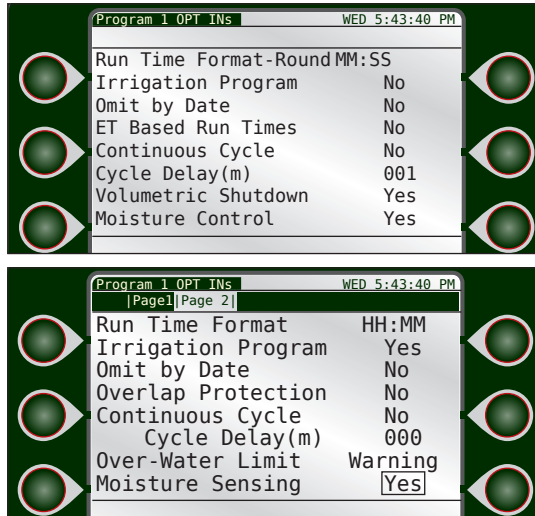 Program 1 OPT INs WED 5:43:40 PM
Run Time Format-Round MM:SS
Irrigation Program No
Omit by Date No
ET Based Run Times No
Continuous Cycle No
Cycle Delay(m) 001
Volumetric Shutdown Yes
Moisture Control Yes
Program 1 OPT INs WED 5:43:40 PM
|Page1|Page 2|
Run Time Format HH:MM
Irrigation Program Yes
Omit by Date No
Overlap Protection No
Continuous Cycle No
Cycle Delay(m) 000
Over-Water Limit Warning
Moisture Sensing Yes